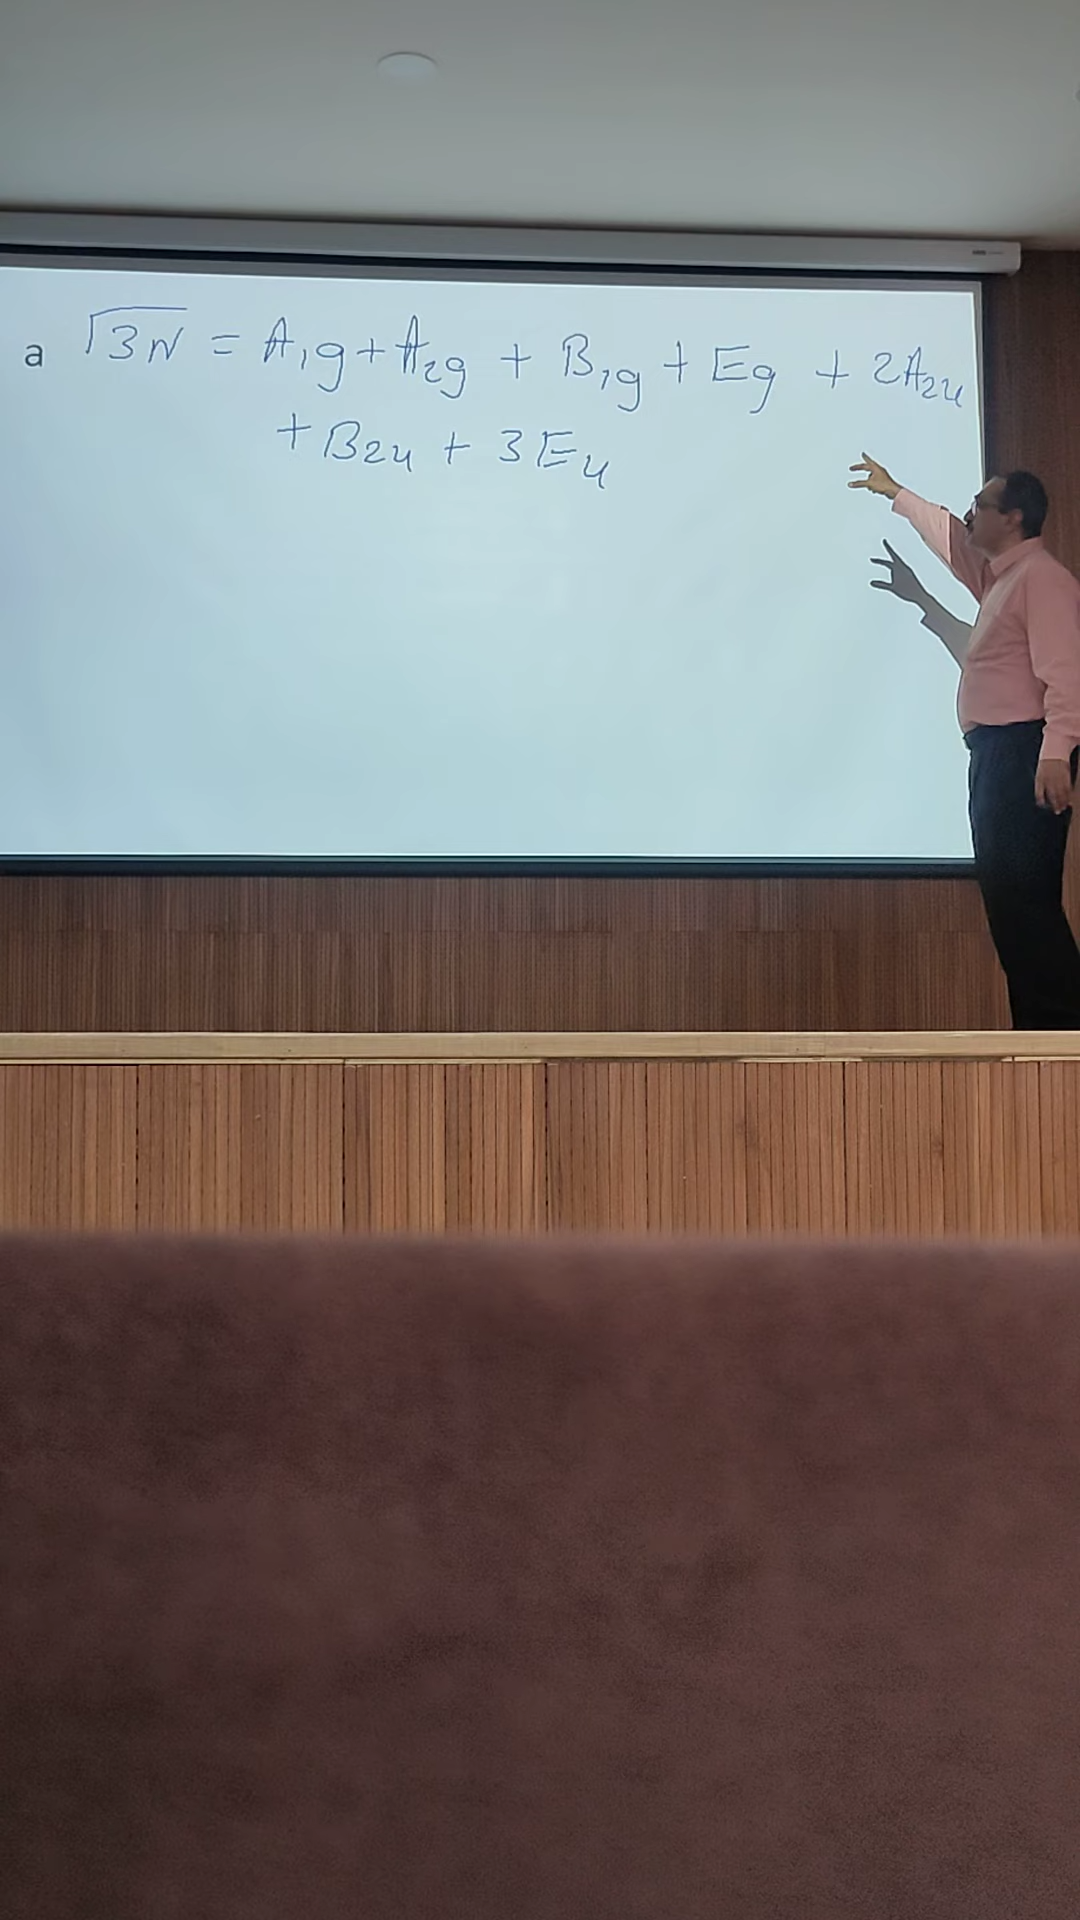 a Γ3N = A₁g + A₂g + B₁g + Eg + 2A₂u
+ B₂u + 3Eu